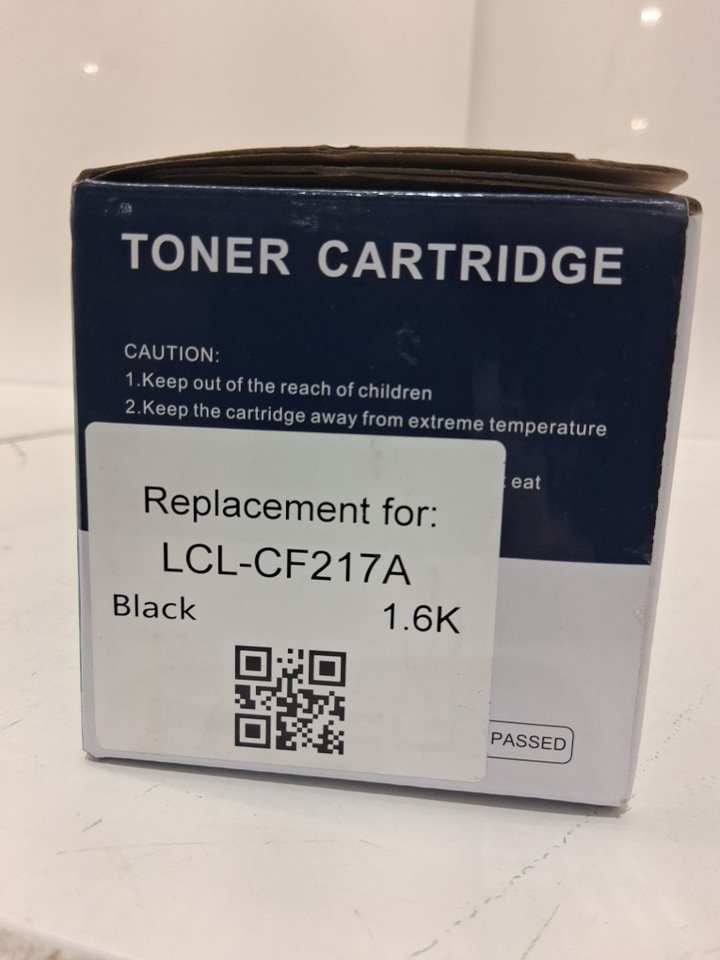 TONER CARTRIDGE
CAUTION:
1.Keep out of the reach of children
2.Keep the cartridge away from extreme temperature
eat
Replacement for:
LCL-CF217A
Black 1.6K
PASSED